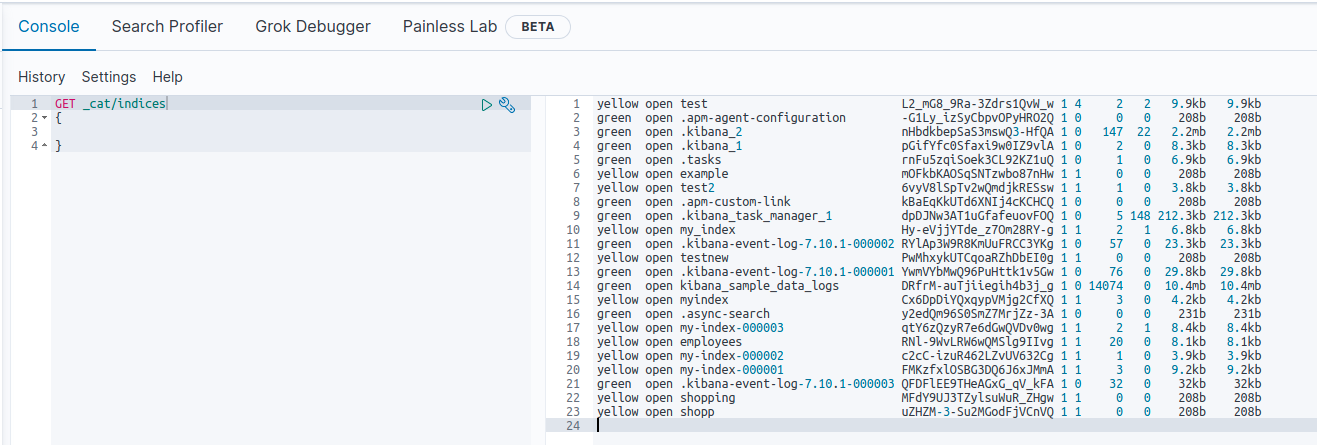 Console Search Profiler Grok Debugger Painless Lab BETA
History Settings Help
1 GET _cat/indices
2 {
3
4 }
1 yellow open test L2_mG8_9Ra-3Zdrs1QvW_w 1 4 2 2 9.9kb 9.9kb
2 green open .apm-agent-configuration -G1Ly_izSyCbpvOPyHRO2Q 1 0 0 0 208b 208b
3 green open .kibana_2 nHbdkbepSaS3mswQ3-HfQA 1 0 147 22 2.2mb 2.2mb
4 green open .kibana_1 pGifYfc0Sfaxi9w0IZ9vlA 1 0 2 0 8.3kb 8.3kb
5 green open .tasks rnFu5zqiSoek3CL92KZ1uQ 1 0 1 0 6.9kb 6.9kb
6 yellow open example mOFkbKAOSqSNTzwbo87nHw 1 1 0 0 208b 208b
7 yellow open test2 6vyV8lSpTv2wQmdjkRESsw 1 1 1 0 3.8kb 3.8kb
8 green open .apm-custom-link kBaEqKkUTd6XNIj4cKCHCQ 1 0 0 0 208b 208b
9 green open .kibana_task_manager_1 dpDJNw3AT1uGfafeuovFOQ 1 0 5 148 212.3kb 212.3kb
10 yellow open my_index Hy-eVjjYTde_z7Om28RY-g 1 1 2 1 6.8kb 6.8kb
11 green open .kibana-event-log-7.10.1-000002 RYlAp3W9R8KmUuFRCC3YKg 1 0 57 0 23.3kb 23.3kb
12 yellow open testnew PwMhxykUTCqoaRZhDbEI0g 1 1 0 0 208b 208b
13 green open .kibana-event-log-7.10.1-000001 YwmVYbMwQ96PuHttk1v5Gw 1 0 76 0 29.8kb 29.8kb
14 green open kibana_sample_data_logs DRfrM-auTjiiegih4b3j_g 1 0 14074 0 10.4mb 10.4mb
15 yellow open myindex Cx6DpDiYQxqypVMjg2CfXQ 1 1 3 0 4.2kb 4.2kb
16 green open .async-search y2edQm96S0SmZ7MrjZz-3A 1 0 0 0 231b 231b
17 yellow open my-index-000003 qtY6zQzyR7e6dGwQVDv0wg 1 1 2 1 8.4kb 8.4kb
18 yellow open employees RNl-9WvLRW6wQMSlg9IIvg 1 1 20 0 8.1kb 8.1kb
19 yellow open my-index-000002 c2cC-izuR462LZvUV632Cg 1 1 1 0 3.9kb 3.9kb
20 yellow open my-index-000001 FMKzfxlOSBG3DQ6J6xJMmA 1 1 3 0 9.2kb 9.2kb
21 green open .kibana-event-log-7.10.1-000003 QFDFlEE9THeAGxG_qV_kFA 1 0 32 0 32kb 32kb
22 yellow open shopping MFdY9UJ3TZylsuWuR_ZHgw 1 1 0 0 208b 208b
23 yellow open shopp uZHZM-3-Su2MGodFjVCnVQ 1 1 0 0 208b 208b
24